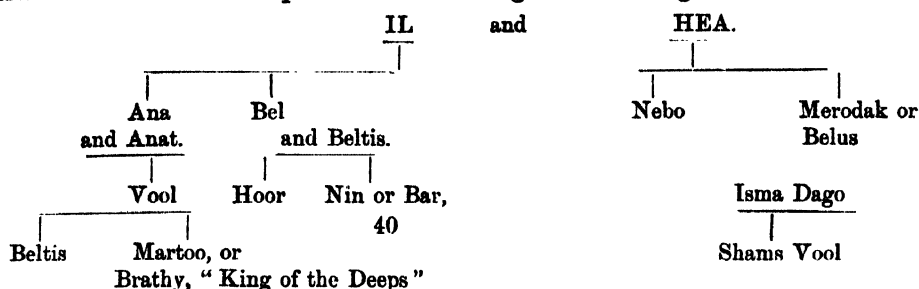 IL and HEA.
Ana Bel Nebo Merodak or
and Anat. and Beltis. Belus
Vool Hoor Nin or Bar, Isma Dago
40
Beltis Martoo, or Shams Vool
Brathy, "King of the Deeps"